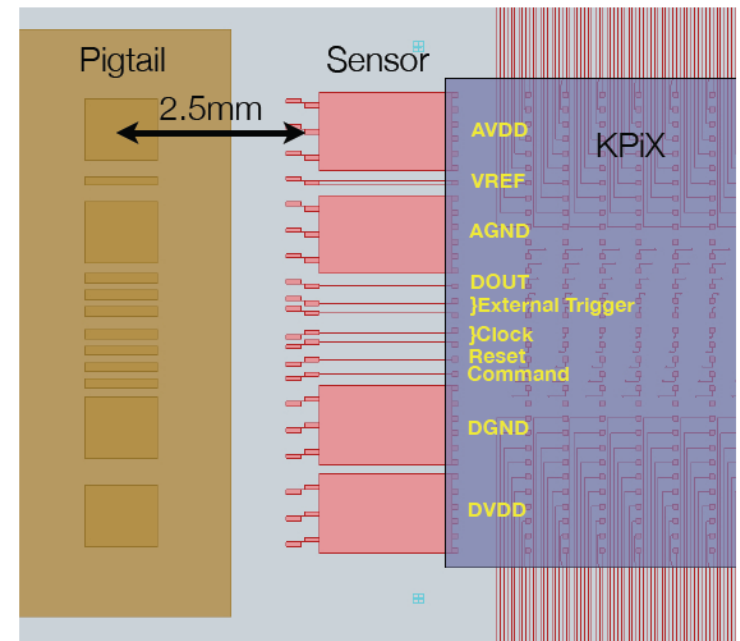 Pigtail
Sensor
2.5mm
KPiX
AVDD
VREF
AGND
DOUT
}External Trigger
}Clock
Reset
Command
DGND
DVDD